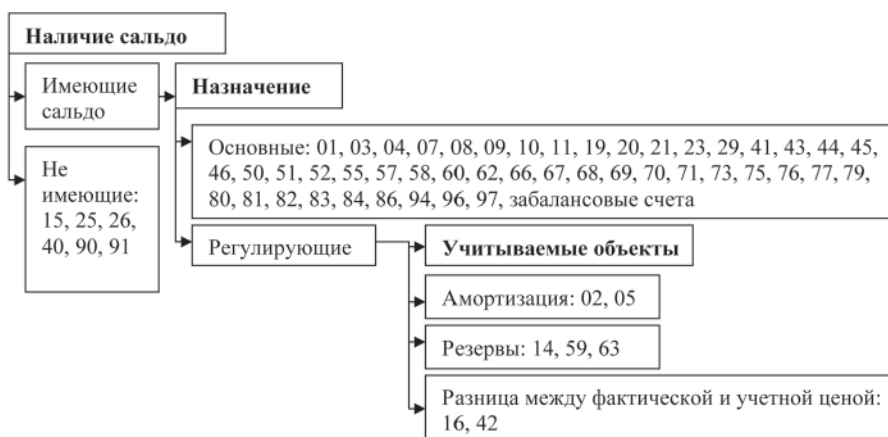 Наличие сальдо
Имеющие
сальдо
Назначение
Основные: 01, 03, 04, 07, 08, 09, 10, 11, 19, 20, 21, 23, 29, 41, 43, 44, 45,
46, 50, 51, 52, 55, 57, 58, 60, 62, 66, 67, 68, 69, 70, 71, 73, 75, 76, 77, 79,
80, 81, 82, 83, 84, 86, 94, 96, 97, забалансовые счета
Не
имеющие:
15, 25, 26,
40, 90, 91
Регулирующие
Учитываемые объекты
Амортизация: 02, 05
Резервы: 14, 59, 63
Разница между фактической и учетной ценой:
16, 42